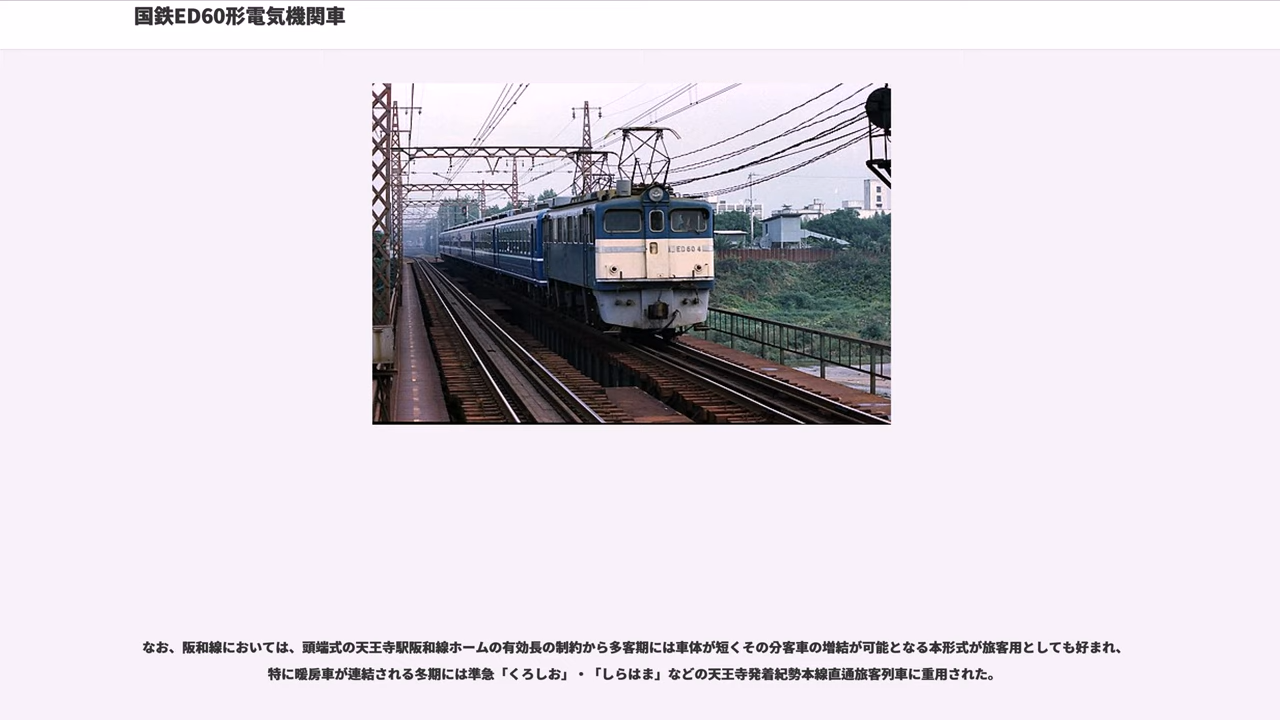 国鉄ED60形電気機関車
ED60 4
なお、阪和線においては、頭端式の天王寺駅阪和線ホームの有効長の制約から多客期には車体が短くその分客車の増結が可能となる本形式が旅客用としても好まれ、
特に暖房車が連結される冬期には準急「くろしお」・「しらはま」などの天王寺発着紀勢本線直通旅客列車に重用された。